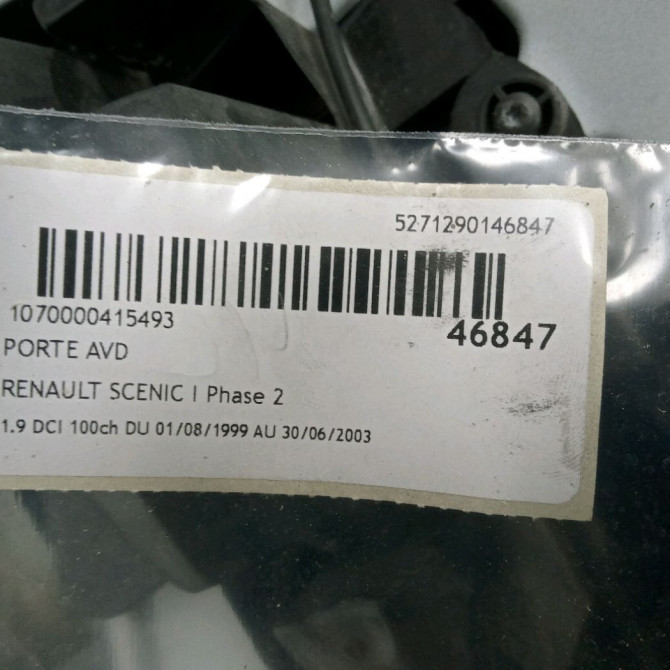 5271290146847
1070000415493
46847
PORTE AVD
RENAULT SCENIC I Phase 2
1.9 DCI 100ch DU 01/08/1999 AU 30/06/2003